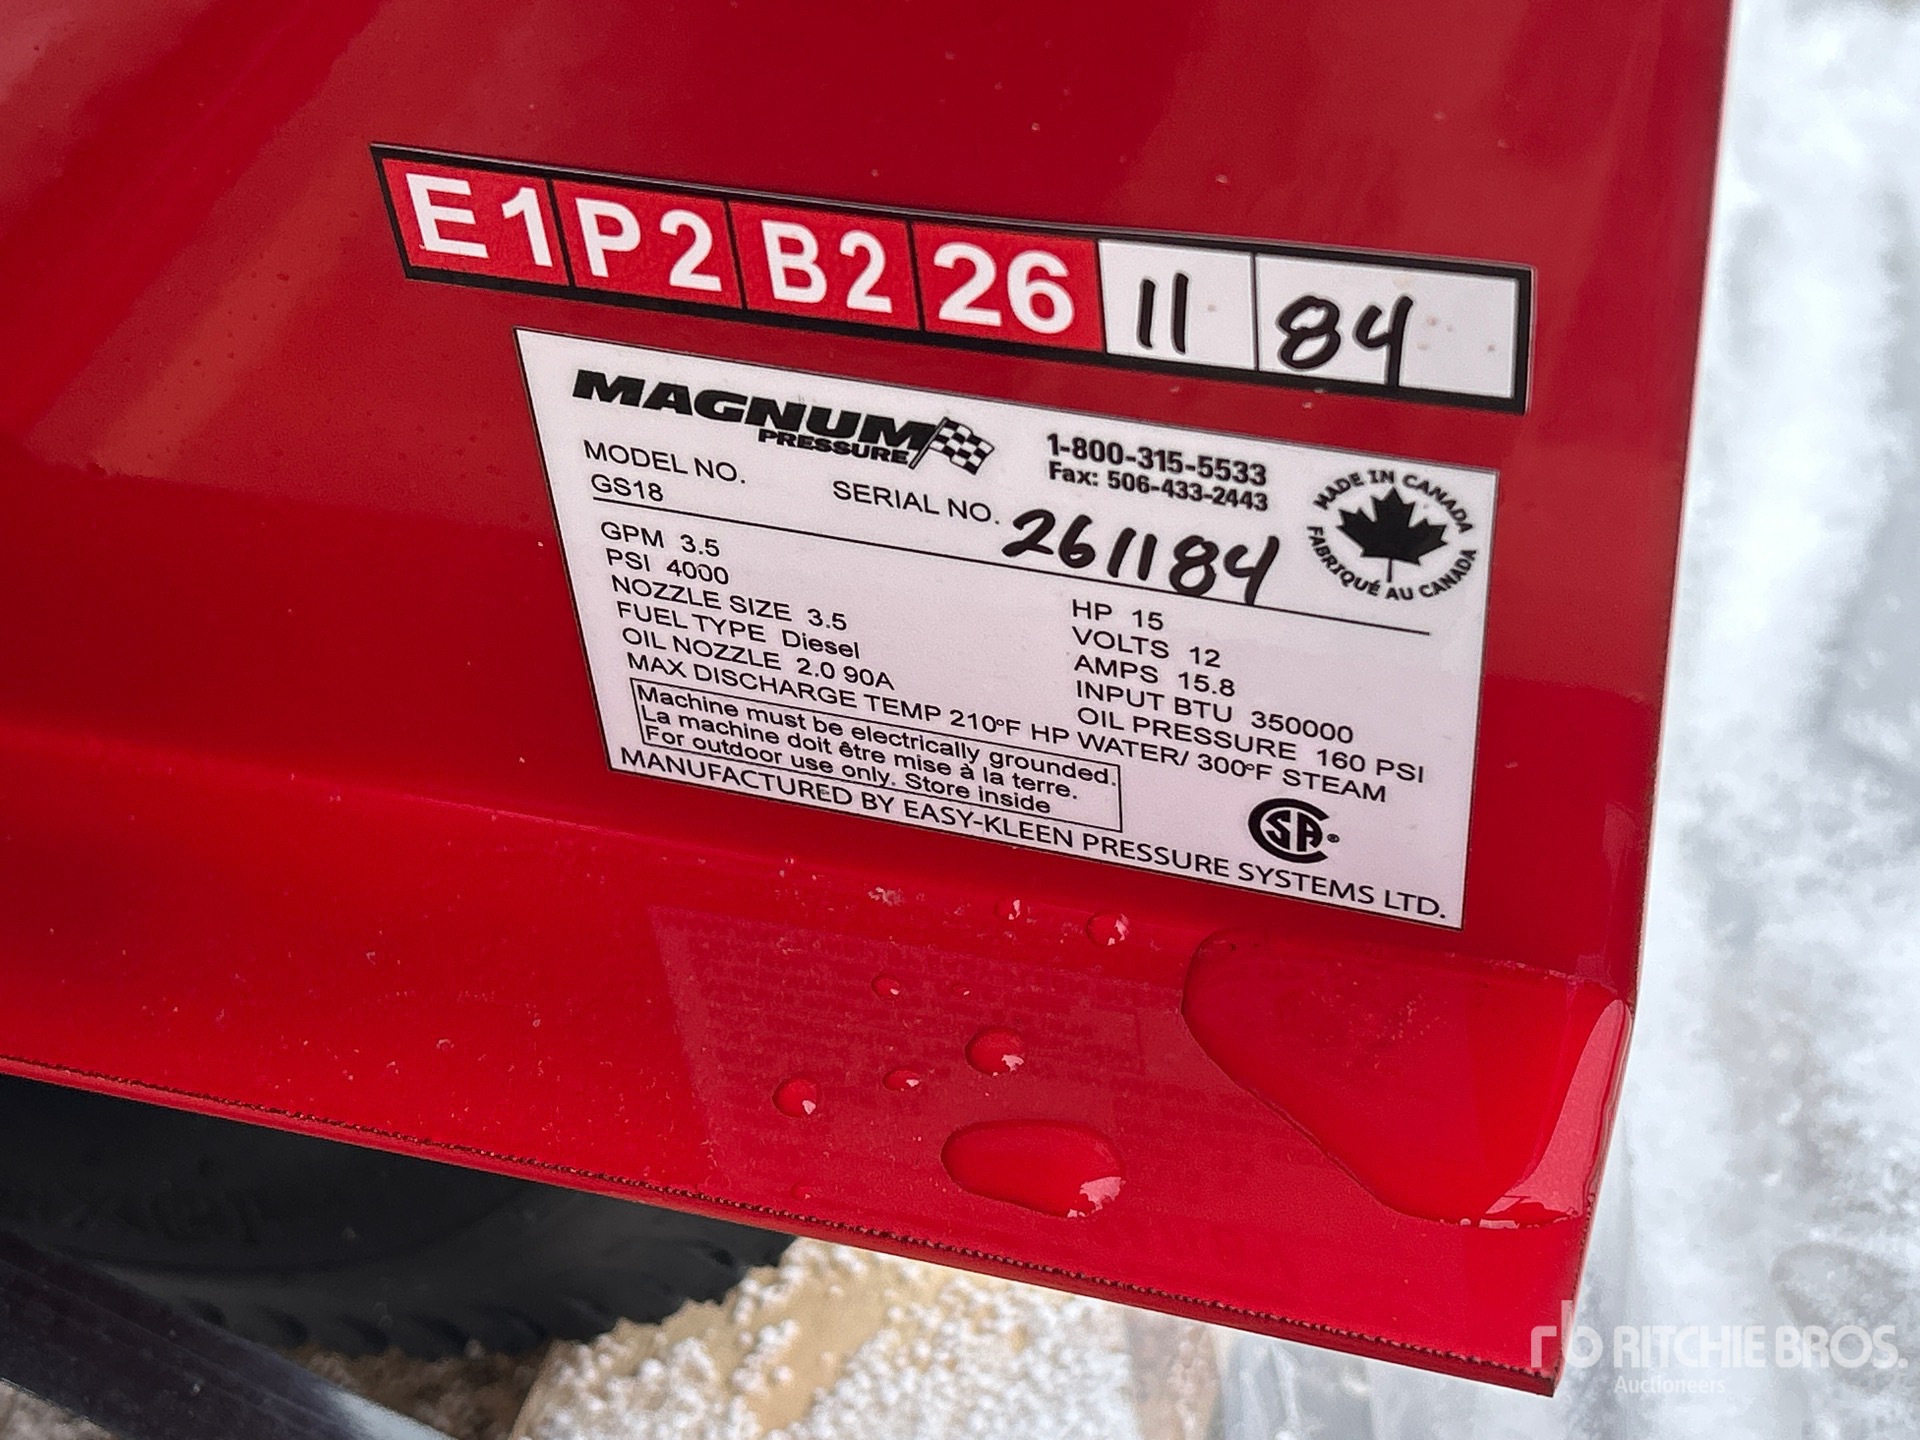 E1 P2 B2 26 11 84
MAGNUM
PRESSURE
1-800-315-5533
Fax: 506-433-2443
MADE IN CANADA
FABRIQUÉ AU CANADA
MODEL NO.
GS18
SERIAL NO. 261184
GPM 3.5
PSI 4000
NOZZLE SIZE 3.5
FUEL TYPE Diesel
OIL NOZZLE 2.0 90A
HP 15
VOLTS 12
AMPS 15.8
INPUT BTU 350000
OIL PRESSURE 160 PSI
MAX DISCHARGE TEMP 210°F HP WATER/ 300°F STEAM
Machine must be electrically grounded.
La machine doit être mise à la terre.
For outdoor use only. Store inside
CSA®
MANUFACTURED BY EASY-KLEEN PRESSURE SYSTEMS LTD.
rb RITCHIE BROS.
Auctioneers